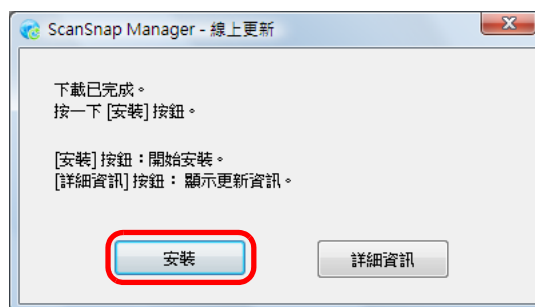 ScanSnap Manager - 線上更新
下載已完成。
按一下 [安裝] 按鈕。
[安裝] 按鈕：開始安裝。
[詳細資訊] 按鈕： 顯示更新資訊。
安裝
詳細資訊